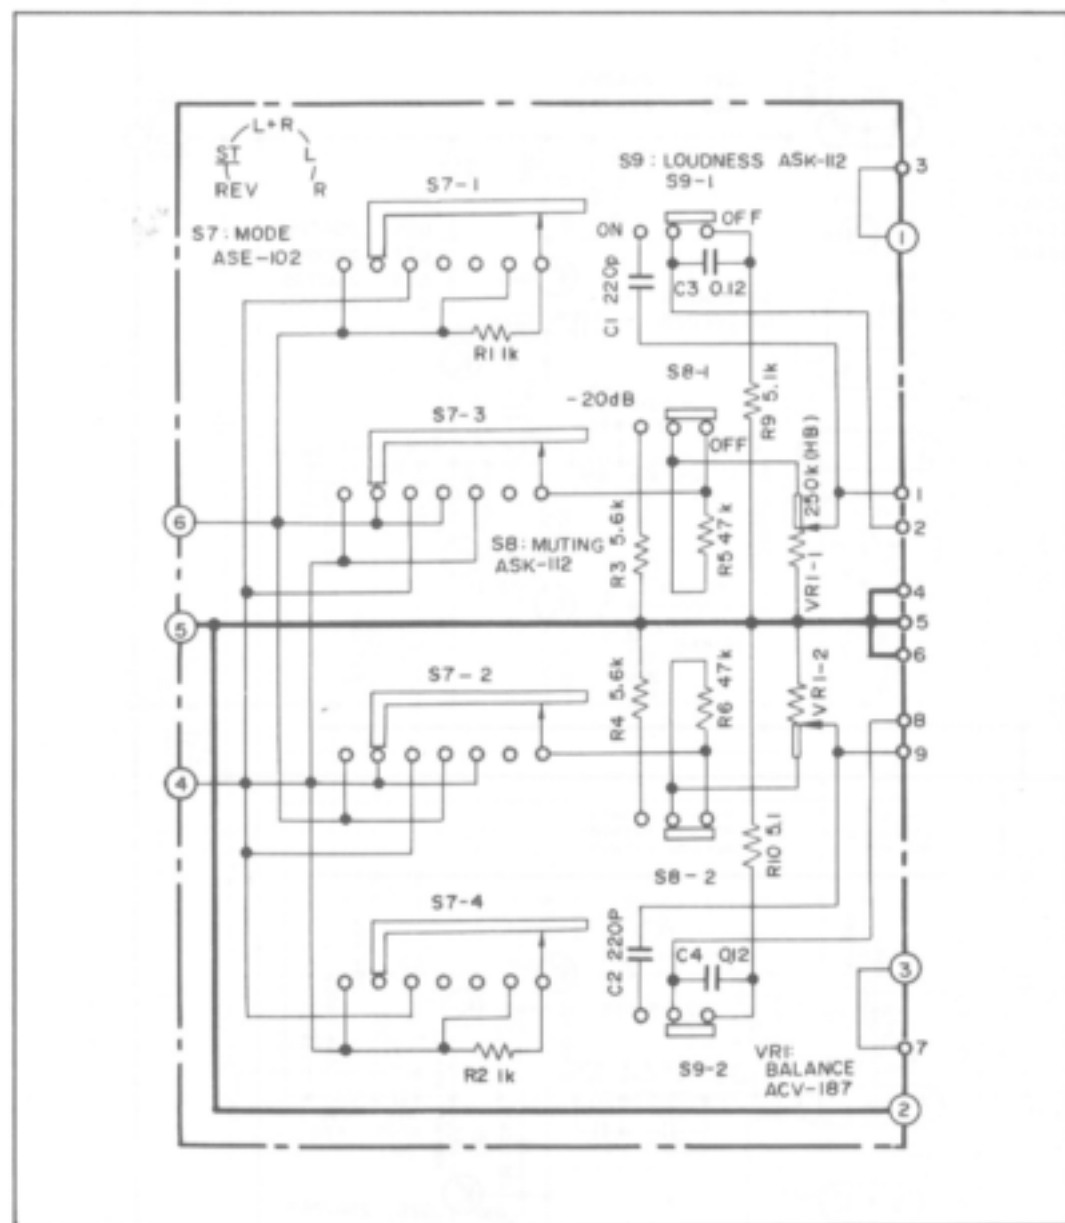 L+R
ST
L
REV
R
S7: MODE
ASE-102
S7-1
S9: LOUDNESS ASK-112
S9-1
ON
OFF
C1 220p
C3 0.12
R1 1k
3
1
S7-3
-20dB
S8-1
OFF
R9 5.1k
250k(HB)
VR1-1
S8: MUTING
ASK-112
R3 5.6k
R5 47k
1
2
6
5
4
5
6
S7-2
R4 5.6k
R6 47k
VR1-2
8
9
4
R10 5.1
S8-2
S7-4
C2 220P
C4 0.12
3
R2 1k
S9-2
VR1:
BALANCE
ACV-187
7
2